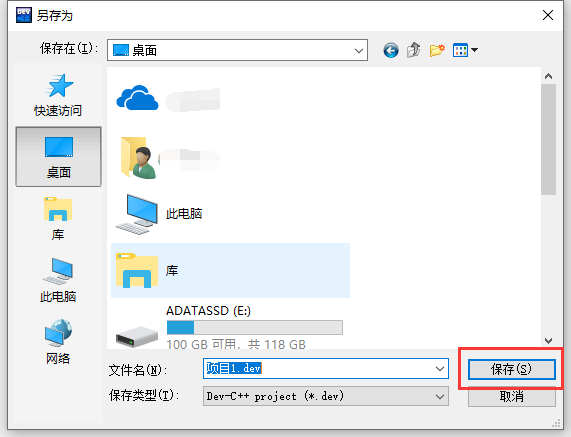 DEV
另存为
保存在(I):
桌面
快速访问
桌面
库
此电脑
网络
此电脑
库
ADATASSD (E:)
100 GB 可用, 共 118 GB
文件名(N):
项目1.dev
保存(S)
保存类型(T):
Dev-C++ project (*.dev)
取消